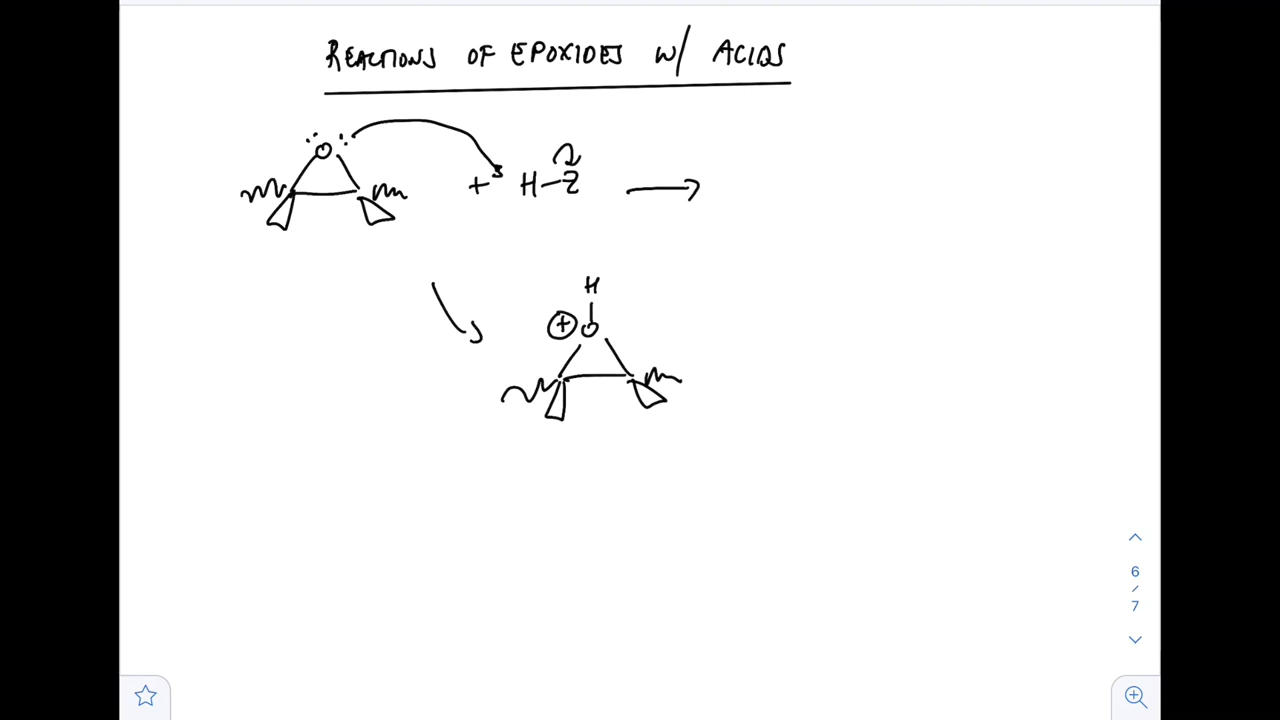 REACTIONS OF EPOXIDES W/ ACIDS
O
+ H-Z
H
+ O
6
/
7